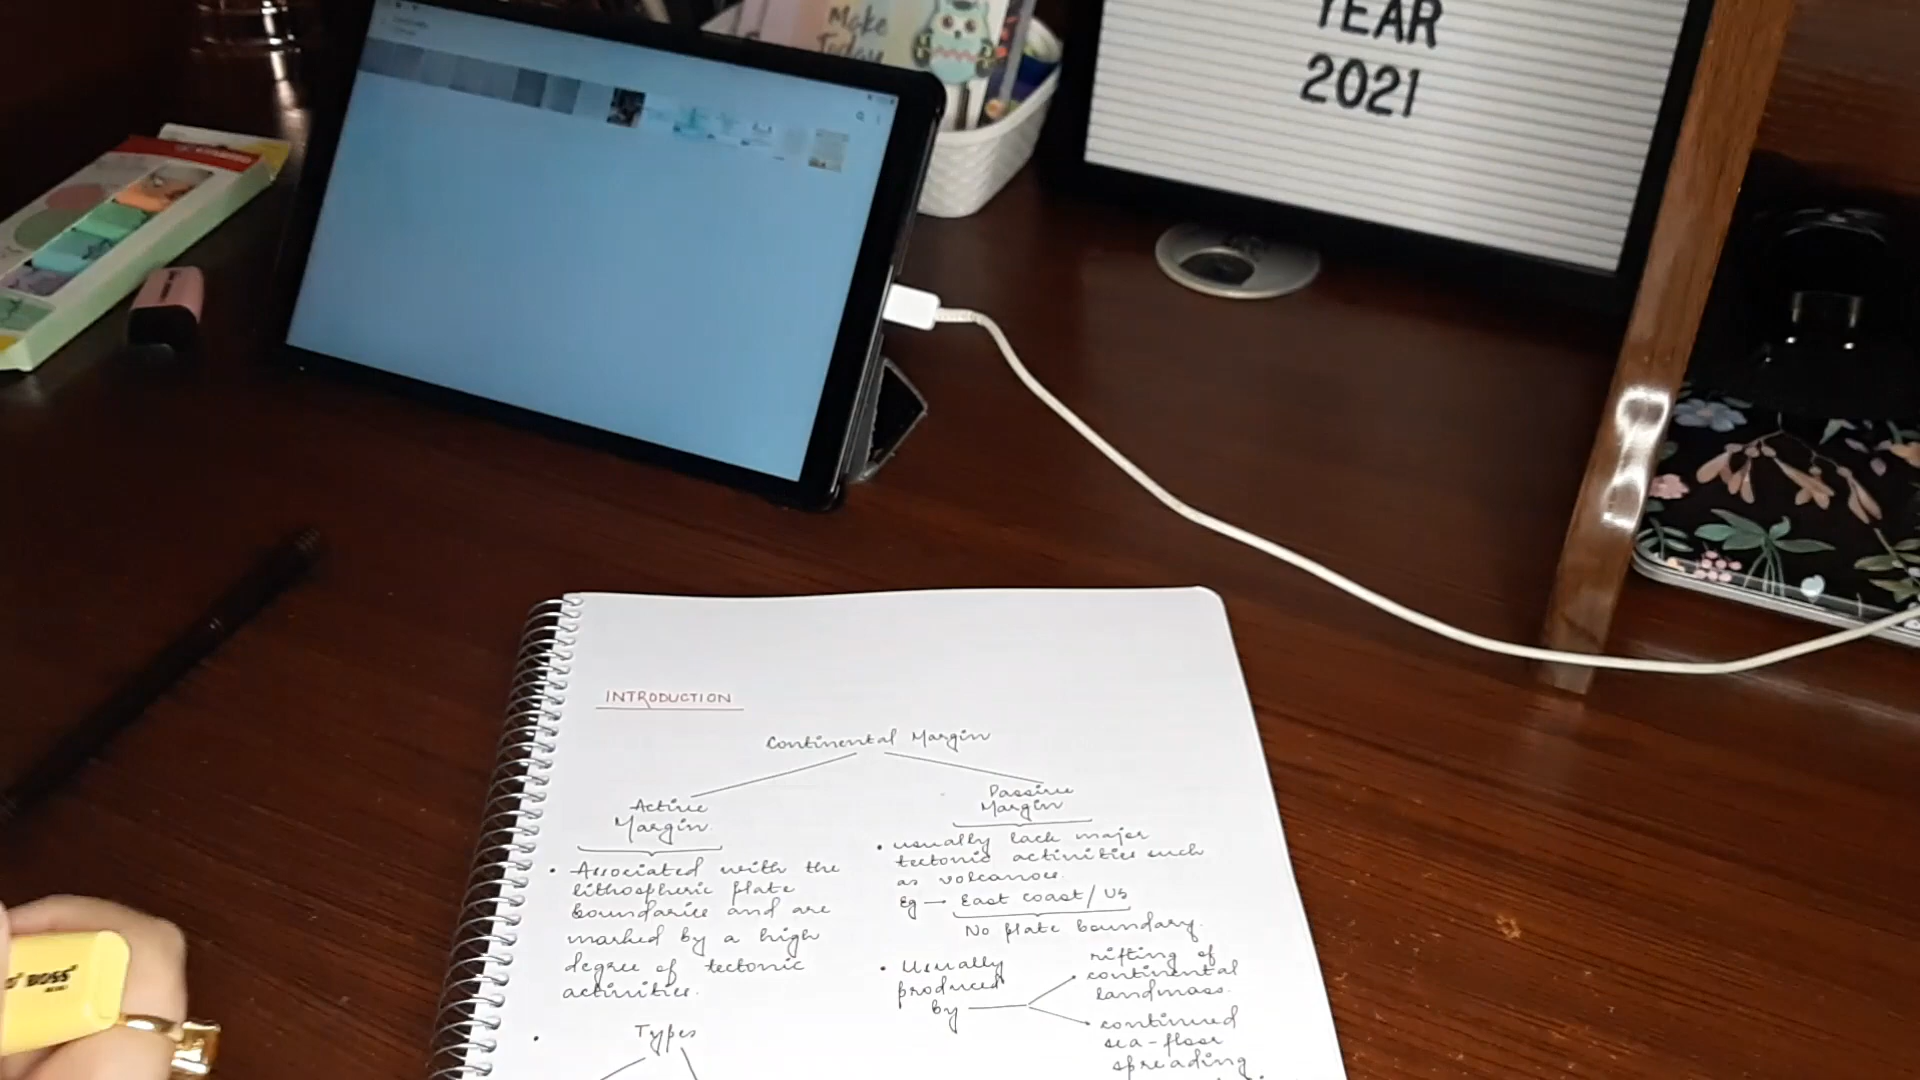 Make
Today
YEAR
2021
INTRODUCTION
Continental Margin
Active
Margin.
• Associated with the
lithospheric plate
boundaries and are
marked by a high
degree of tectonic
activities.
• Types
Passive
Margin
• usually lack major
tectonic activities such
as volcanoes.
Eg → East coast / US
No plate boundary.
• Usually
produced
by
rifting of
continental
landmass.
continued
sea-floor
spreading
BOSS